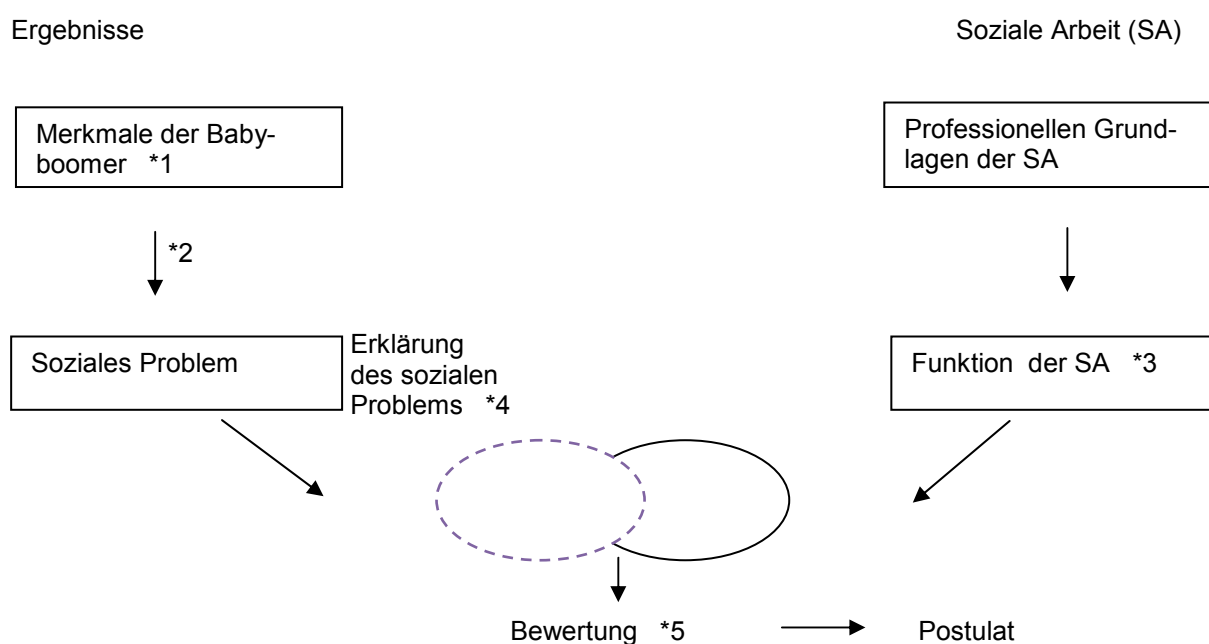 Ergebnisse
Soziale Arbeit (SA)
Merkmale der Baby-
boomer *1
Professionellen Grund-
lagen der SA
*2
Soziales Problem
Erklärung
des sozialen
Problems *4
Funktion der SA *3
Bewertung *5
Postulat